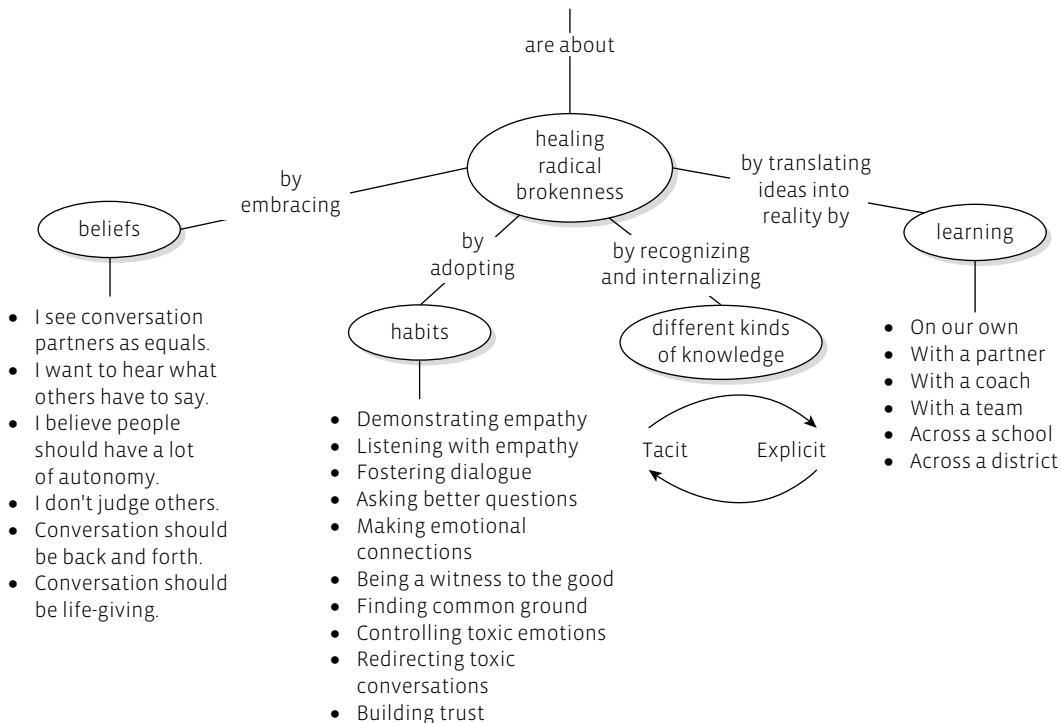 are about
healing
radical
brokenness
by
embracing
beliefs
• I see conversation
partners as equals.
• I want to hear what
others have to say.
• I believe people
should have a lot
of autonomy.
• I don't judge others.
• Conversation should
be back and forth.
• Conversation should
be life-giving.
by
adopting
habits
• Demonstrating empathy
• Listening with empathy
• Fostering dialogue
• Asking better questions
• Making emotional
connections
• Being a witness to the good
• Finding common ground
• Controlling toxic emotions
• Redirecting toxic
conversations
• Building trust
by recognizing
and internalizing
different kinds
of knowledge
Tacit
Explicit
by translating
ideas into
reality by
learning
• On our own
• With a partner
• With a coach
• With a team
• Across a school
• Across a district